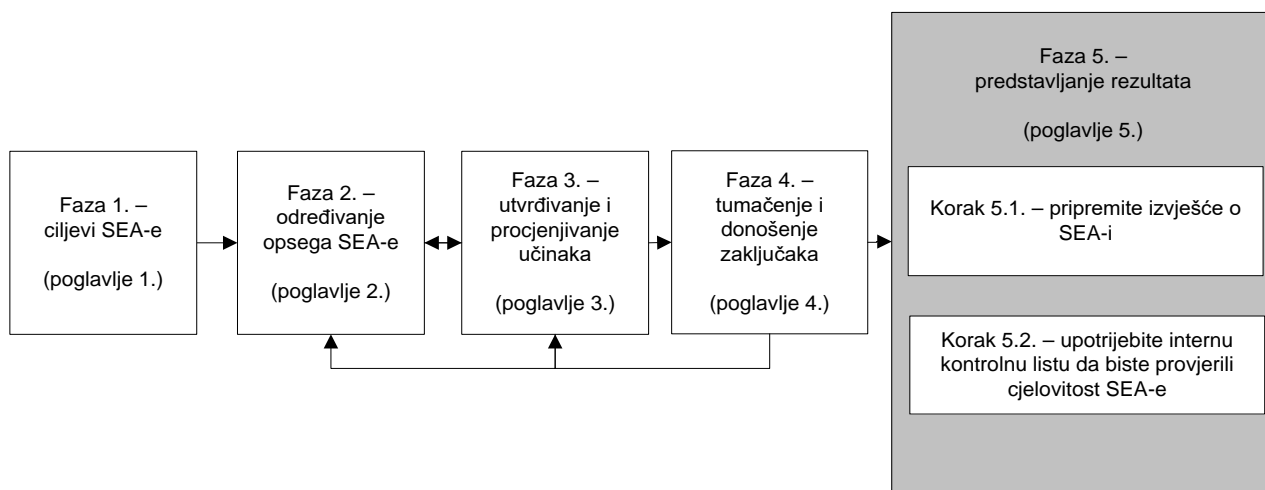 Faza 1. –
ciljevi SEA-e
(poglavlje 1.)
Faza 2. –
određivanje
opsega SEA-e
(poglavlje 2.)
Faza 3. –
utvrđivanje i
procjenjivanje
učinaka
(poglavlje 3.)
Faza 4. –
tumačenje i
donošenje
zaključaka
(poglavlje 4.)
Faza 5. –
predstavljanje rezultata
(poglavlje 5.)
Korak 5.1. – pripremite izvješće o
SEA-i
Korak 5.2. – upotrijebite internu
kontrolnu listu da biste provjerili
cjelovitost SEA-e